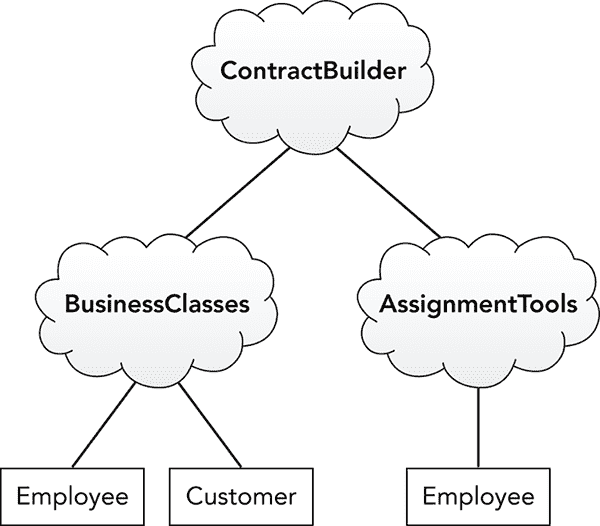 ContractBuilder
BusinessClasses
AssignmentTools
Employee
Customer
Employee